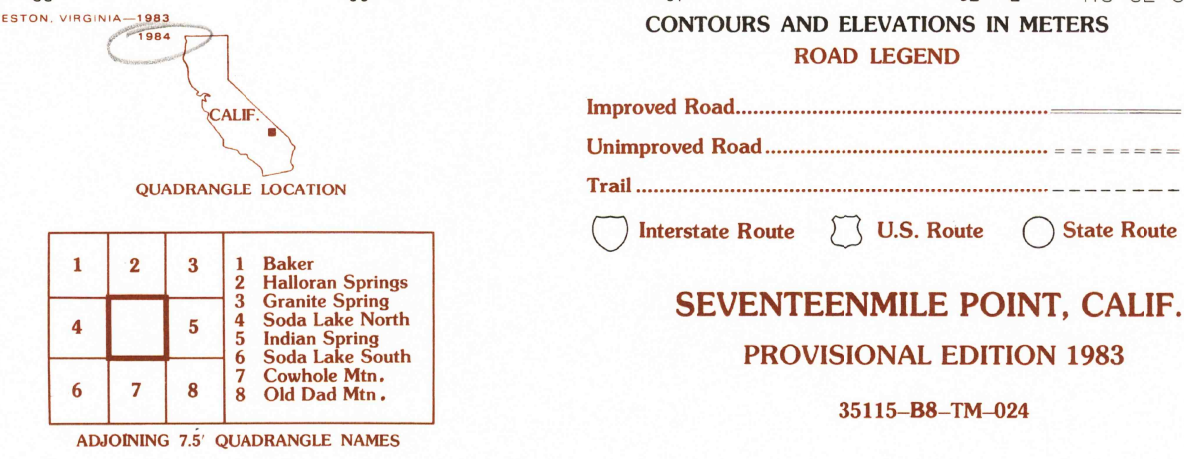 ESTON, VIRGINIA—1983
1984
CALIF.
QUADRANGLE LOCATION
1 2 3
4 5
6 7 8
1 Baker
2 Halloran Springs
3 Granite Spring
4 Soda Lake North
5 Indian Spring
6 Soda Lake South
7 Cowhole Mtn.
8 Old Dad Mtn.
ADJOINING 7.5′ QUADRANGLE NAMES
CONTOURS AND ELEVATIONS IN METERS
ROAD LEGEND
Improved Road
Unimproved Road
Trail
Interstate Route U.S. Route State Route
SEVENTEENMILE POINT, CALIF.
PROVISIONAL EDITION 1983
35115–B8–TM–024